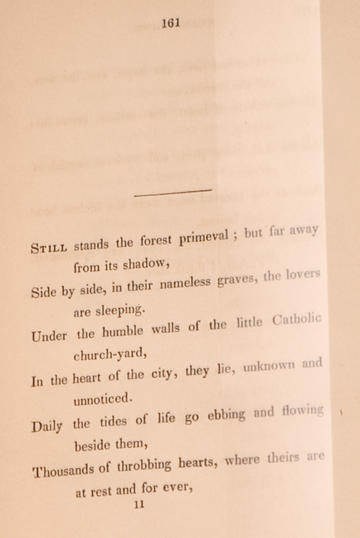 161
STILL stands the forest primeval ; but far away
from its shadow,
Side by side, in their nameless graves, the lovers
are sleeping.
Under the humble walls of the little Catholic
church-yard,
In the heart of the city, they lie, unknown and
unnoticed.
Daily the tides of life go ebbing and flowing
beside them,
Thousands of throbbing hearts, where theirs are
at rest and for ever,
11